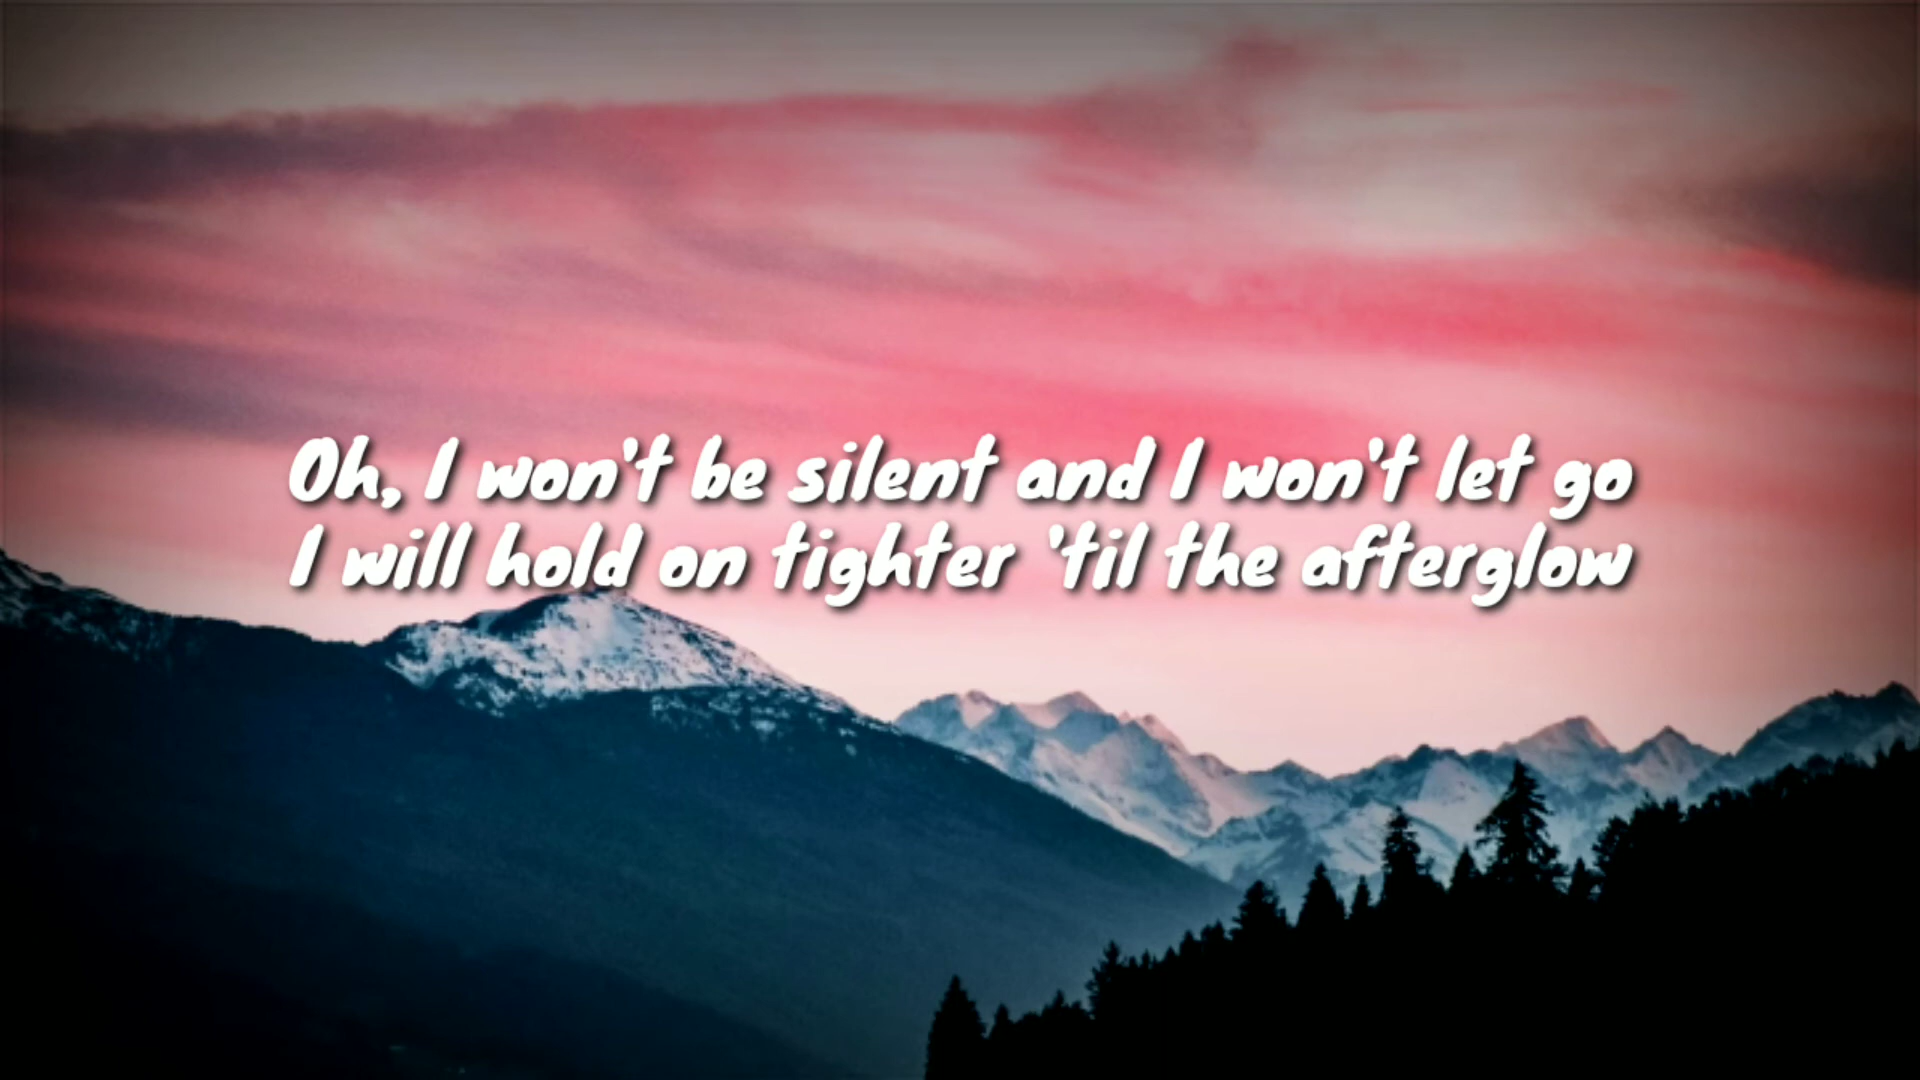 Oh, I won't be silent and I won't let go
I will hold on tighter 'til the afterglow